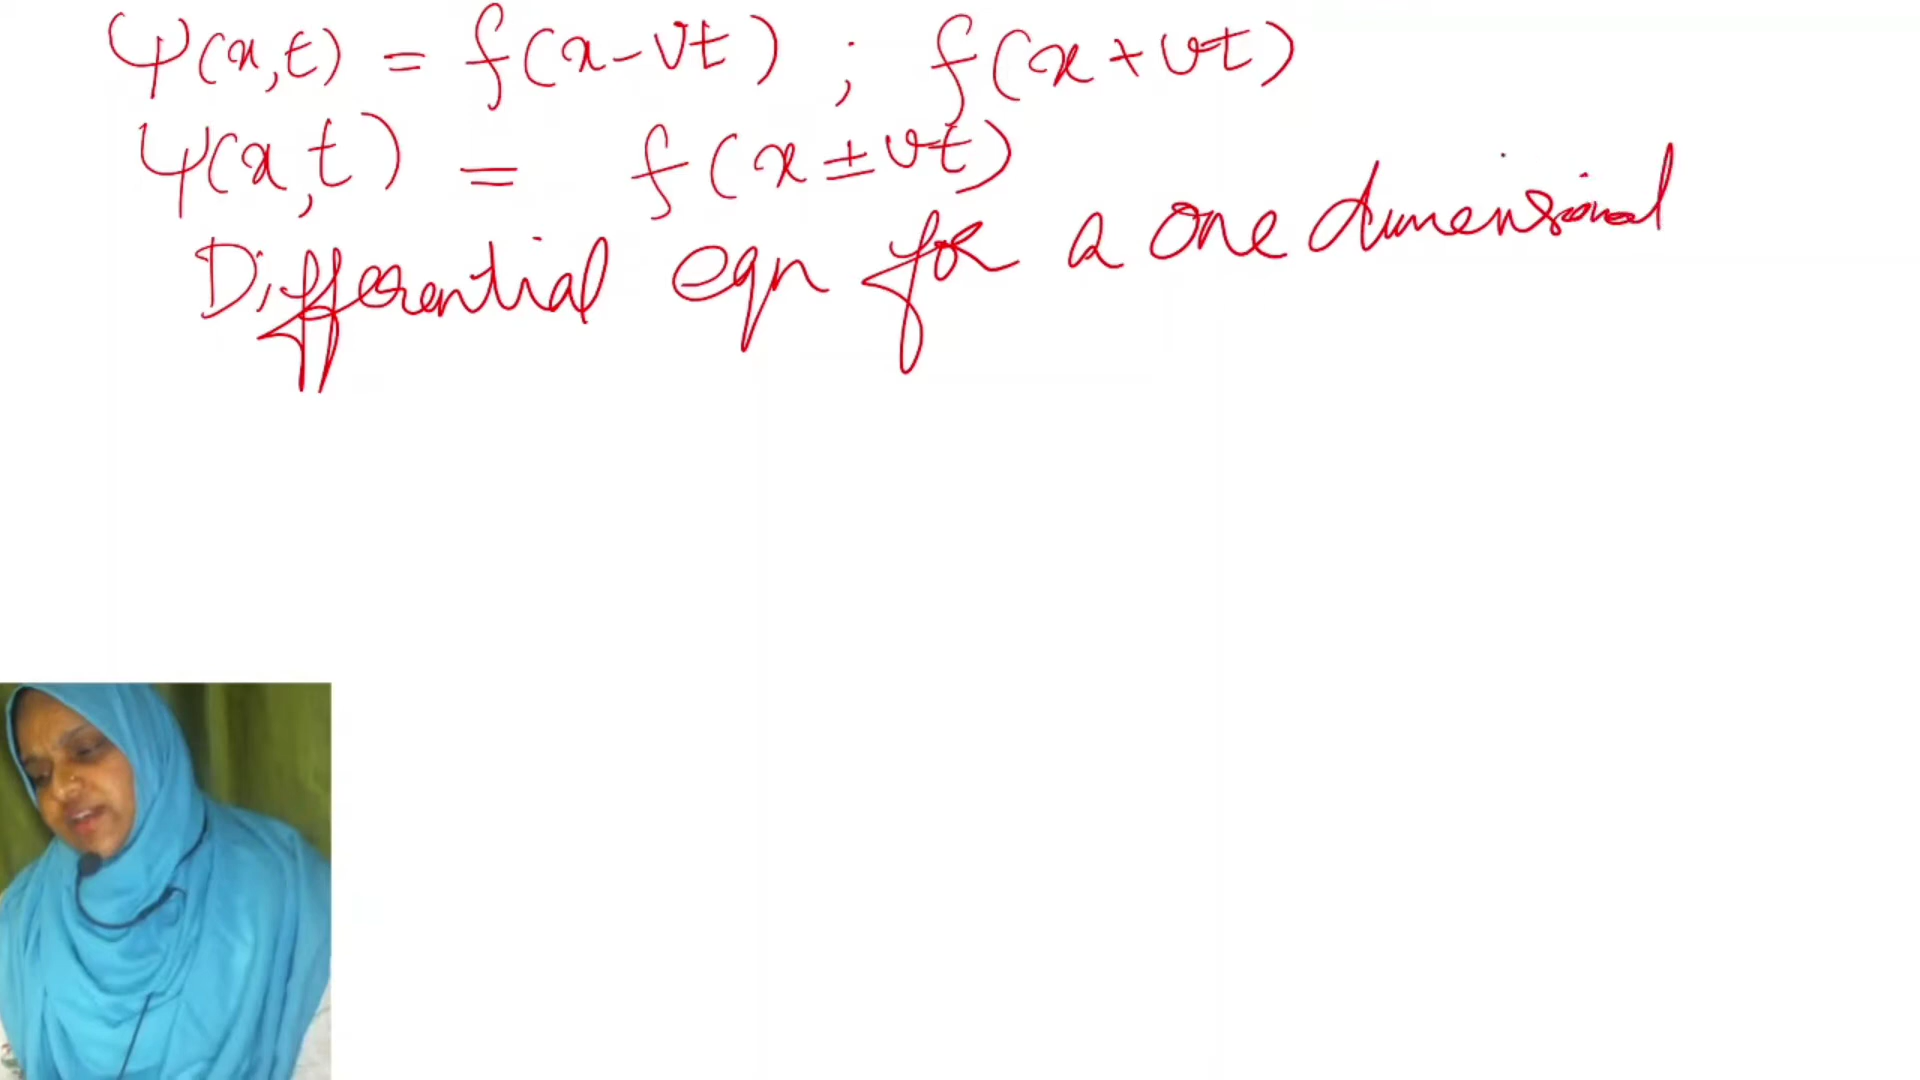 Ψ(x,t) = f(x-vt) ; f(x+vt)
Ψ(x,t) = f(x±vt)
Differential eqn for a one dimensional